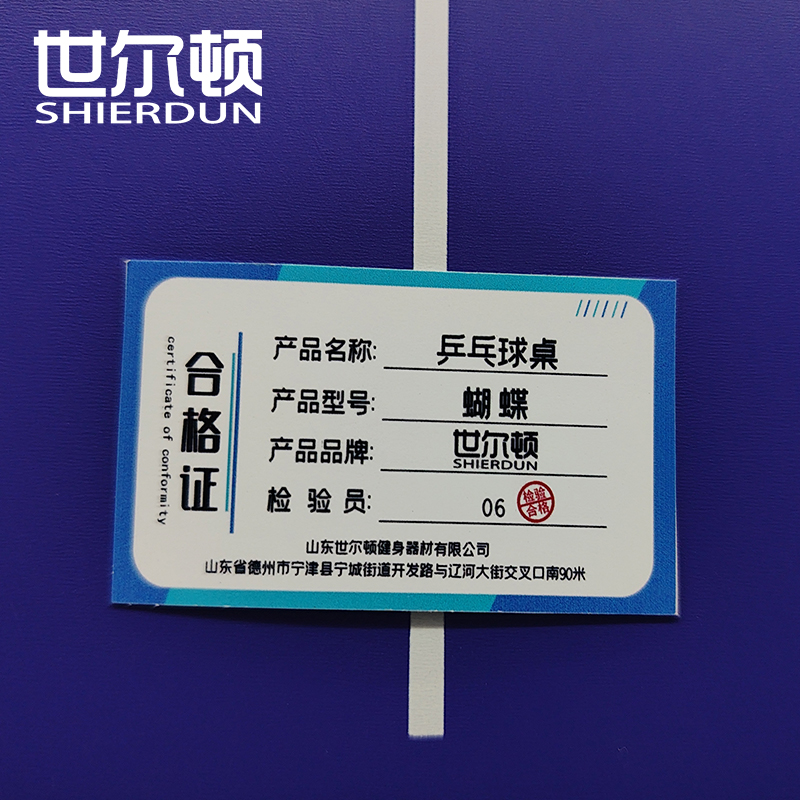 世尔顿
SHIERDUN
合格证
certificate of conformity
产品名称: 乒乓球桌
产品型号: 蝴蝶
产品品牌: 世尔顿
SHIERDUN
检验员: 06 检验
合格
山东世尔顿健身器材有限公司
山东省德州市宁津县宁城街道开发路与辽河大街交叉口南90米